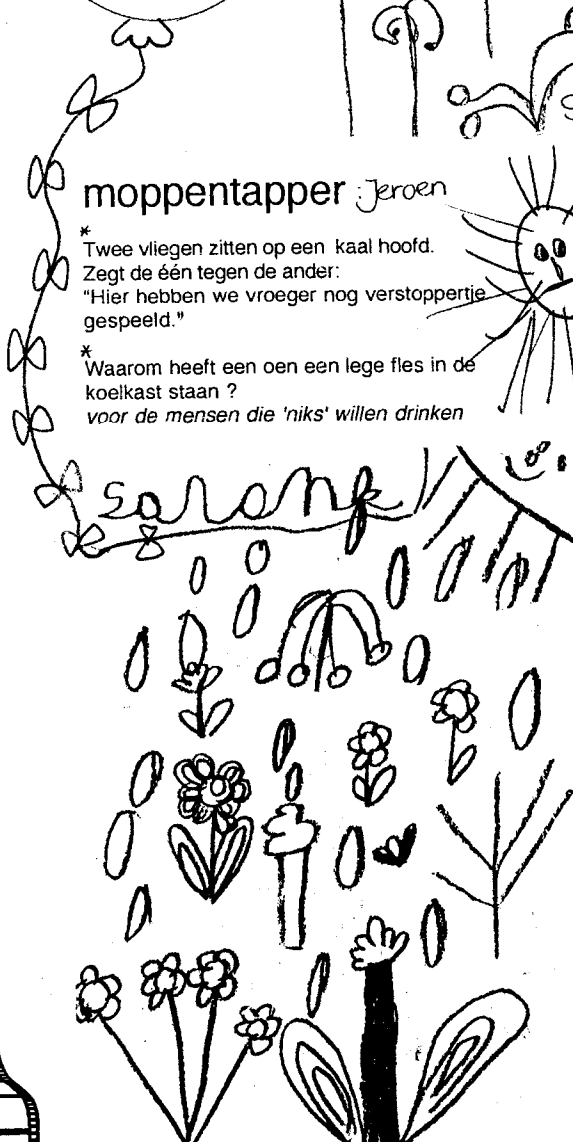 moppentapper : Jeroen
*
Twee vliegen zitten op een kaal hoofd.
Zegt de één tegen de ander:
"Hier hebben we vroeger nog verstoppertje
gespeeld."
*
Waarom heeft een oen een lege fles in de
koelkast staan ?
voor de mensen die 'niks' willen drinken